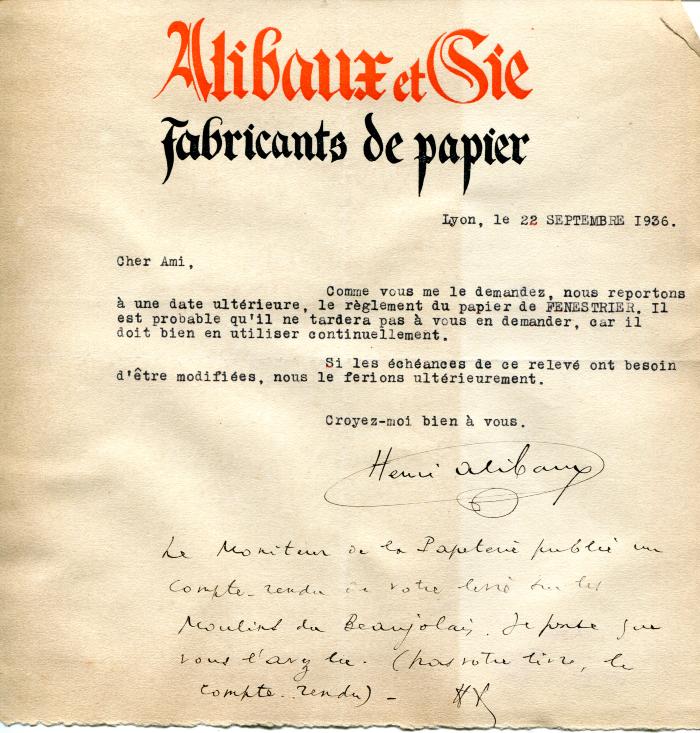 Alibaux et Cie
Fabricants de papier
Lyon, le 22 SEPTEMBRE 1936.
Cher Ami,
Comme vous me le demandez, nous reportons
à une date ultérieure, le règlement du papier de FENESTRIER. Il
est probable qu'il ne tardera pas à vous en demander, car il
doit bien en utiliser continuellement.
Si les échéances de ce relevé ont besoin
d'être modifiées, nous le ferions ultérieurement.
Croyez-moi bien à vous.
Henri Alibaux
Le Moniteur de la Papeterie publie un
compte-rendu de votre livre sur les
Moulins du Beaujolais. Je pense que
vous l'avez lu. (pas votre livre, le
compte-rendu) -